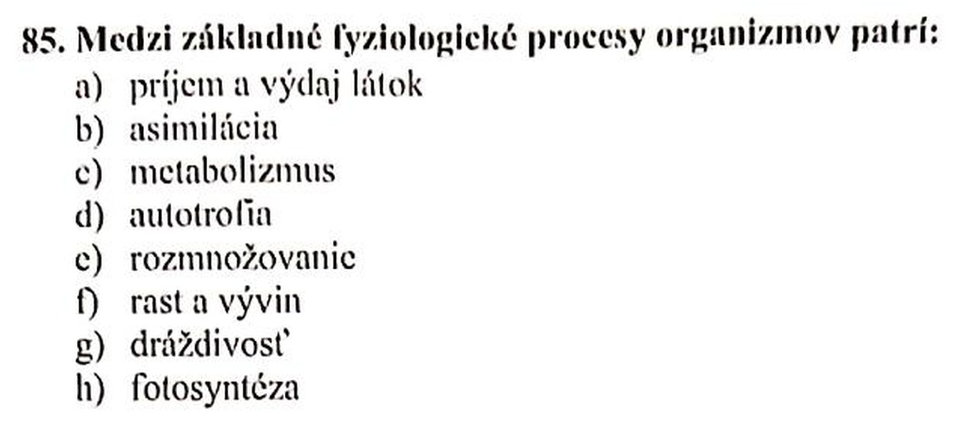 85. Medzi základné fyziologické procesy organizmov patrí:
a) príjem a výdaj látok
b) asimilácia
c) metabolizmus
d) autotrofia
e) rozmnožovanie
f) rast a vývin
g) dráždivosť
h) fotosyntéza